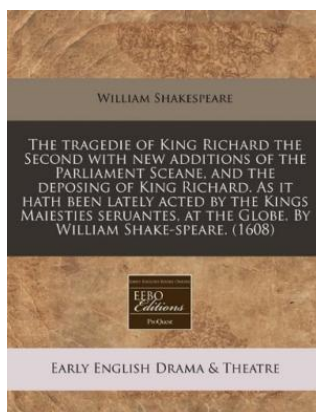 WILLIAM SHAKESPEARE
THE TRAGEDIE OF KING RICHARD THE
SECOND WITH NEW ADDITIONS OF THE
PARLIAMENT SCEANE, AND THE
DEPOSING OF KING RICHARD. AS IT
HATH BEEN LATELY ACTED BY THE KINGS
MAIESTIES SERUANTES, AT THE GLOBE. BY
WILLIAM SHAKE-SPEARE. (1608)
EEBO
Editions
ProQuest
EARLY ENGLISH DRAMA & THEATRE